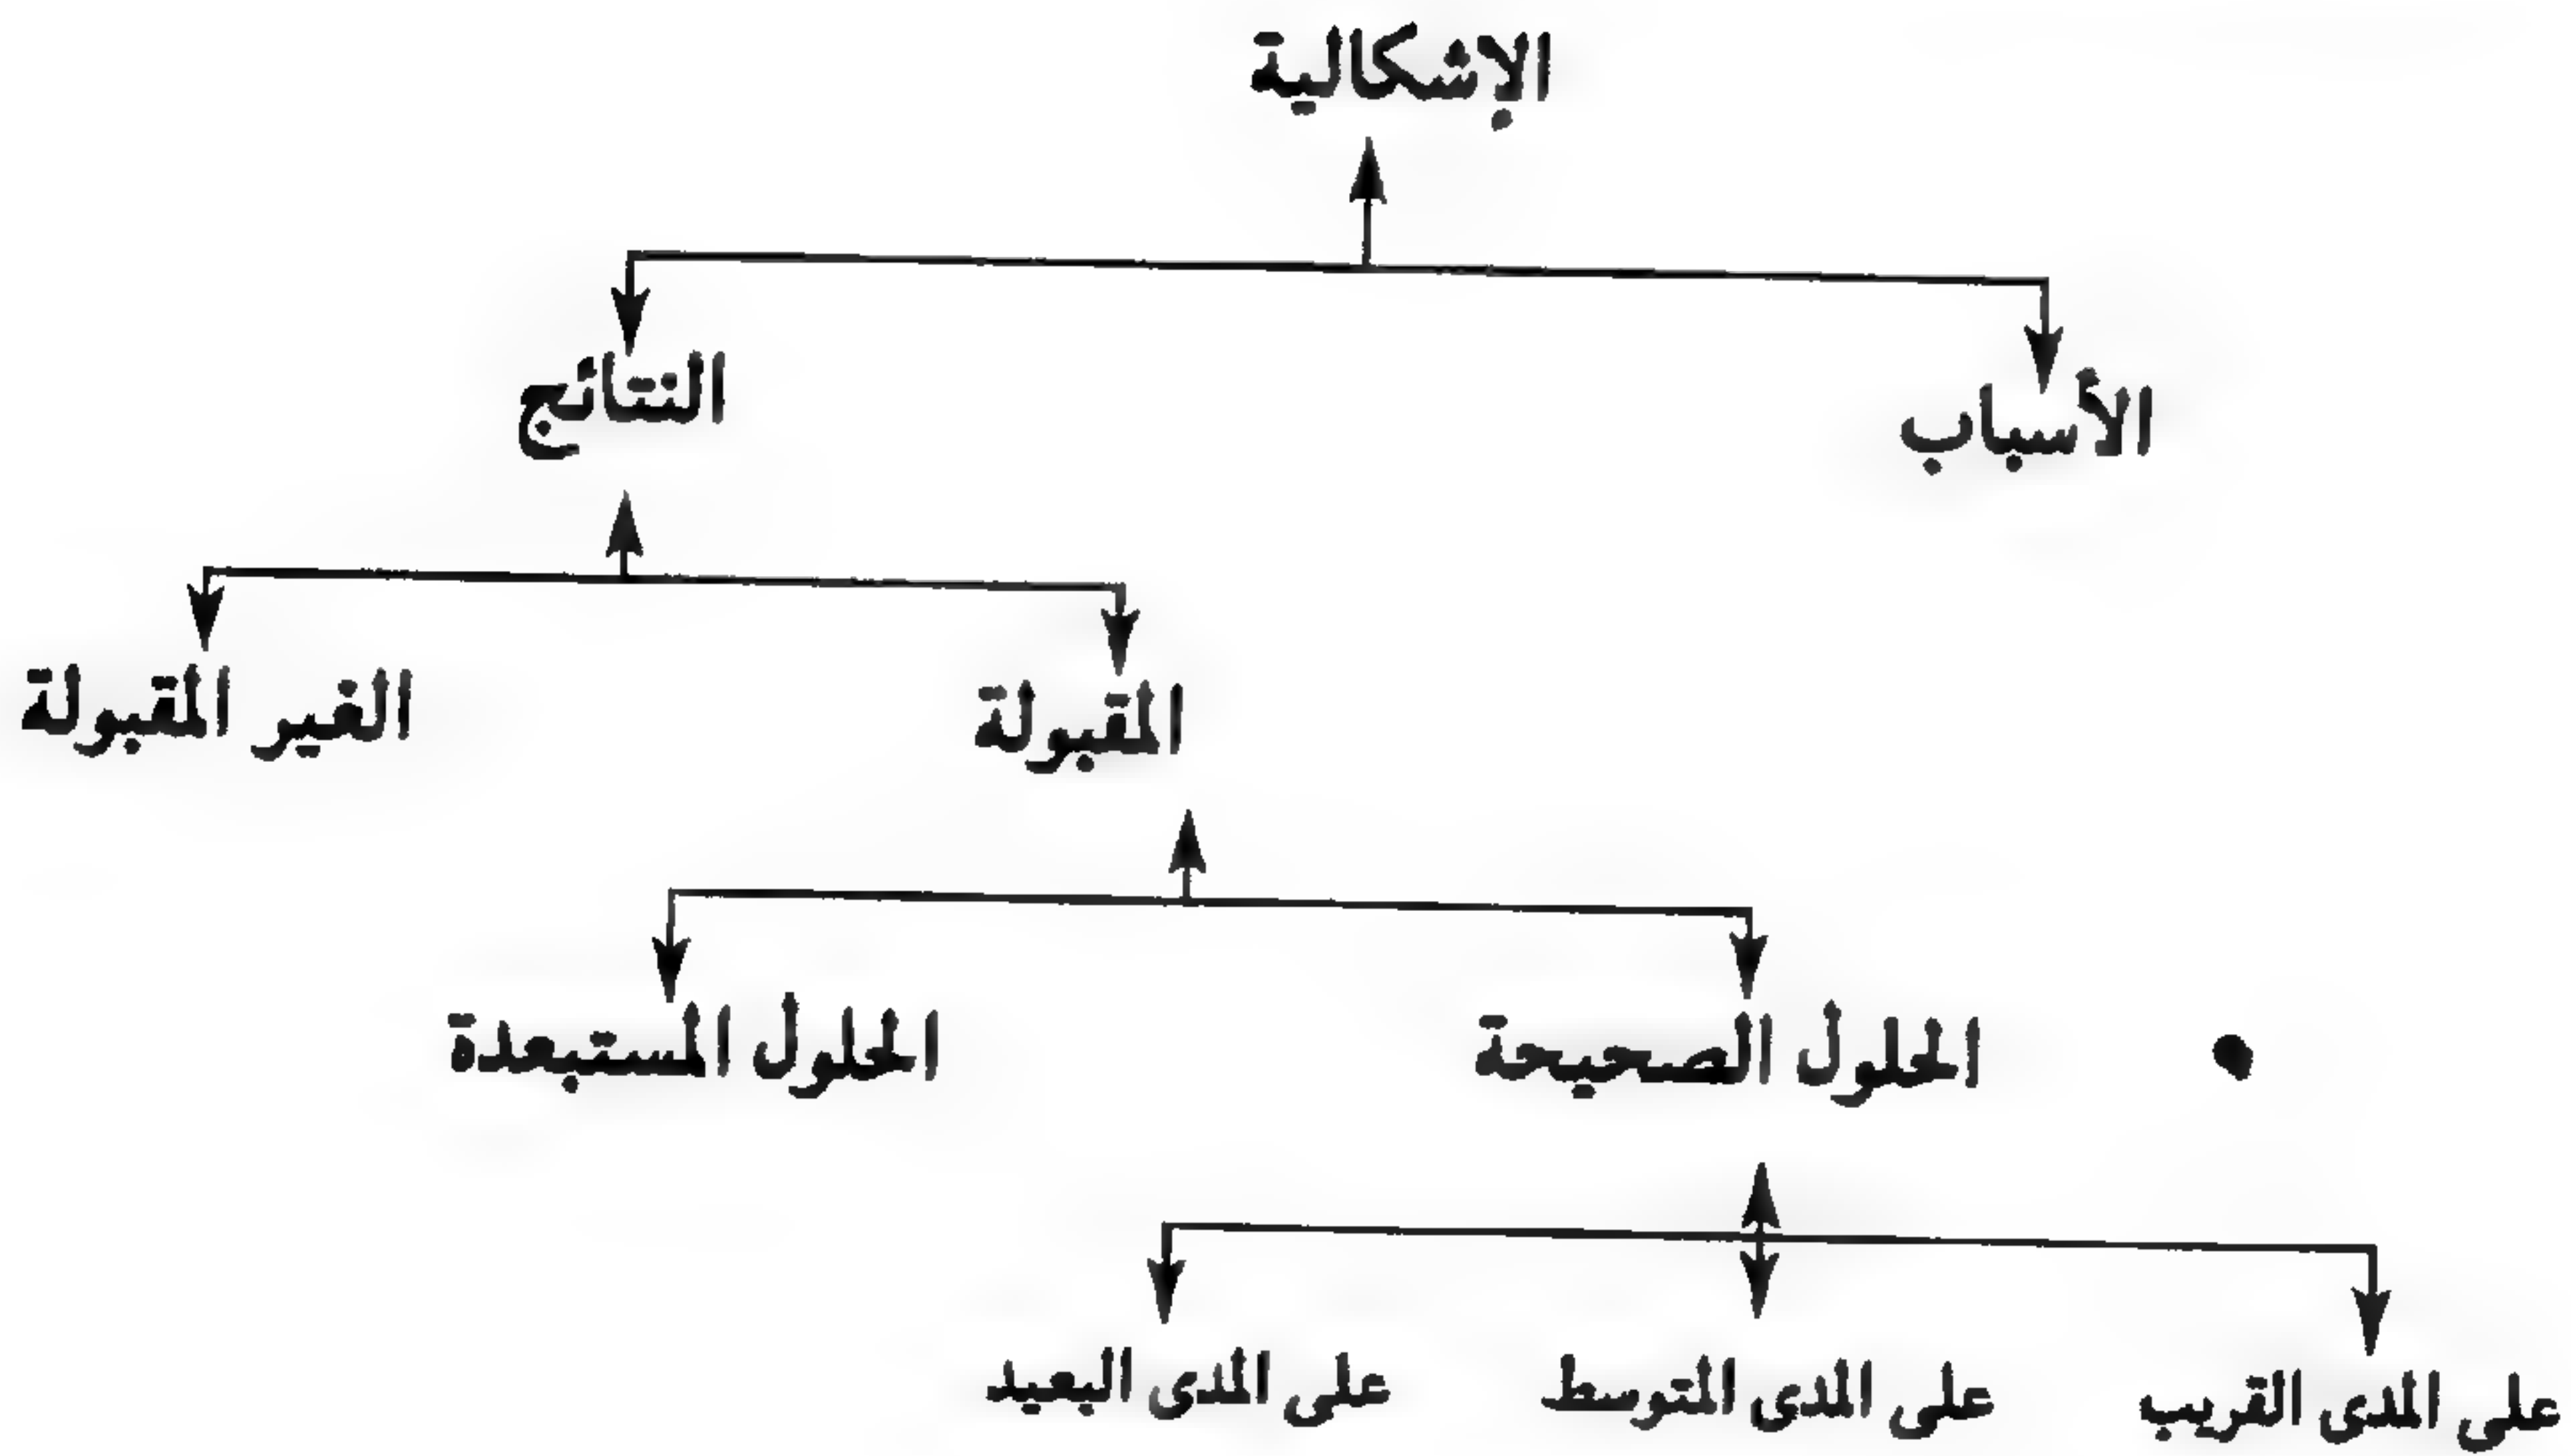 الإشكالية
الأسباب
النتائج
المقبولة
الغير المقبولة
الحلول الصحيحة
الحلول المستبعدة
على المدى القريب
على المدى المتوسط
على المدى البعيد